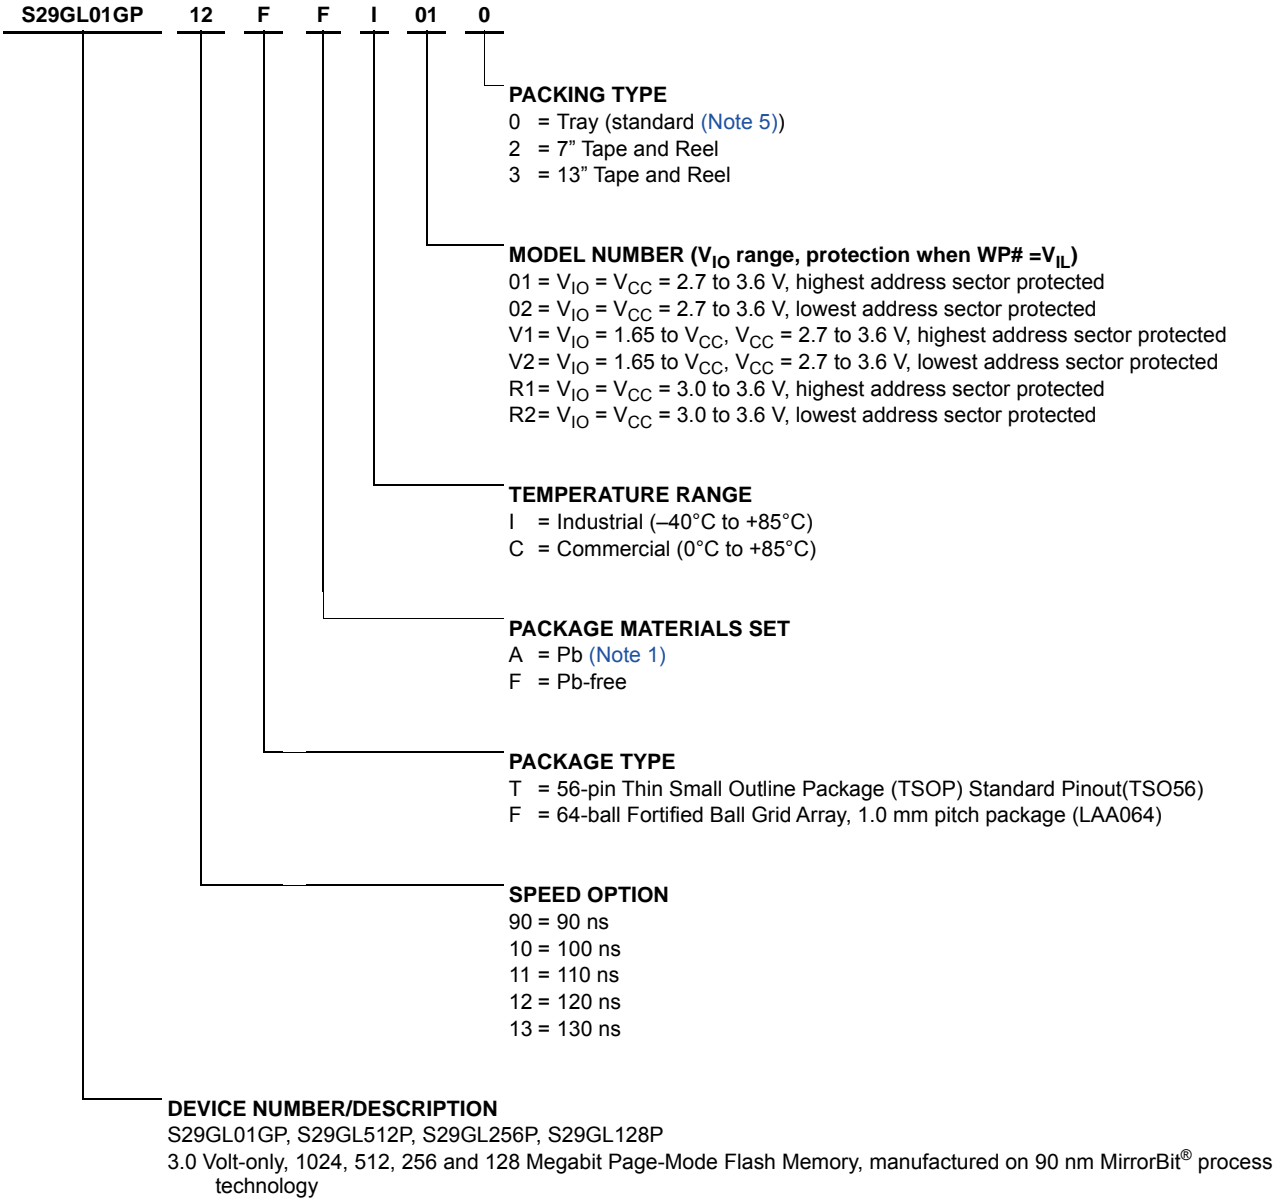 S29GL01GP 12 F F I 01 0
PACKING TYPE
0 = Tray (standard (Note 5))
2 = 7” Tape and Reel
3 = 13” Tape and Reel
MODEL NUMBER (VIO range, protection when WP# =VIL)
01 = VIO = VCC = 2.7 to 3.6 V, highest address sector protected
02 = VIO = VCC = 2.7 to 3.6 V, lowest address sector protected
V1 = VIO = 1.65 to VCC, VCC = 2.7 to 3.6 V, highest address sector protected
V2 = VIO = 1.65 to VCC, VCC = 2.7 to 3.6 V, lowest address sector protected
R1 = VIO = VCC = 3.0 to 3.6 V, highest address sector protected
R2 = VIO = VCC = 3.0 to 3.6 V, lowest address sector protected
TEMPERATURE RANGE
I = Industrial (–40°C to +85°C)
C = Commercial (0°C to +85°C)
PACKAGE MATERIALS SET
A = Pb (Note 1)
F = Pb-free
PACKAGE TYPE
T = 56-pin Thin Small Outline Package (TSOP) Standard Pinout(TSO56)
F = 64-ball Fortified Ball Grid Array, 1.0 mm pitch package (LAA064)
SPEED OPTION
90 = 90 ns
10 = 100 ns
11 = 110 ns
12 = 120 ns
13 = 130 ns
DEVICE NUMBER/DESCRIPTION
S29GL01GP, S29GL512P, S29GL256P, S29GL128P
3.0 Volt-only, 1024, 512, 256 and 128 Megabit Page-Mode Flash Memory, manufactured on 90 nm MirrorBit® process
technology